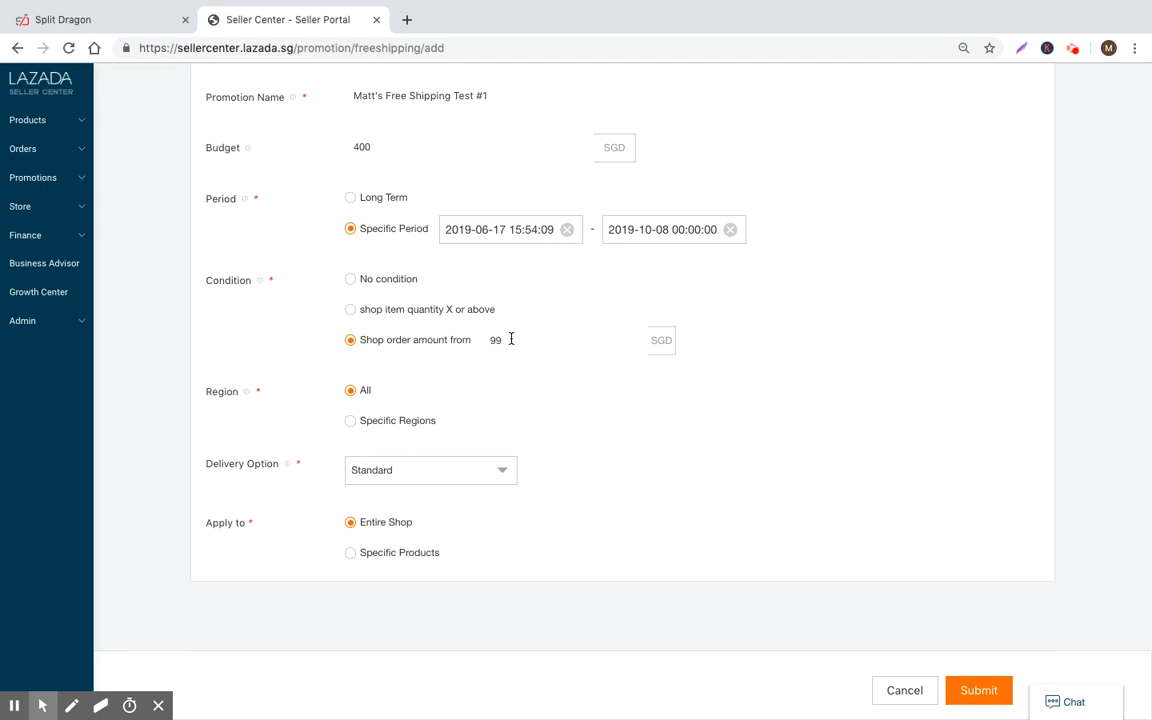 Split Dragon
Seller Center - Seller Portal
https://sellercenter.lazada.sg/promotion/freeshipping/add
M
LAZADA
SELLER CENTER
Products
Orders
Promotions
Store
Finance
Business Advisor
Growth Center
Admin
Promotion Name * Matt's Free Shipping Test #1
Budget 400 SGD
Period * Long Term
Specific Period 2019-06-17 15:54:09 - 2019-10-08 00:00:00
Condition * No condition
shop item quantity X or above
Shop order amount from 99 SGD
Region * All
Specific Regions
Delivery Option * Standard
Apply to * Entire Shop
Specific Products
Cancel Submit
Chat